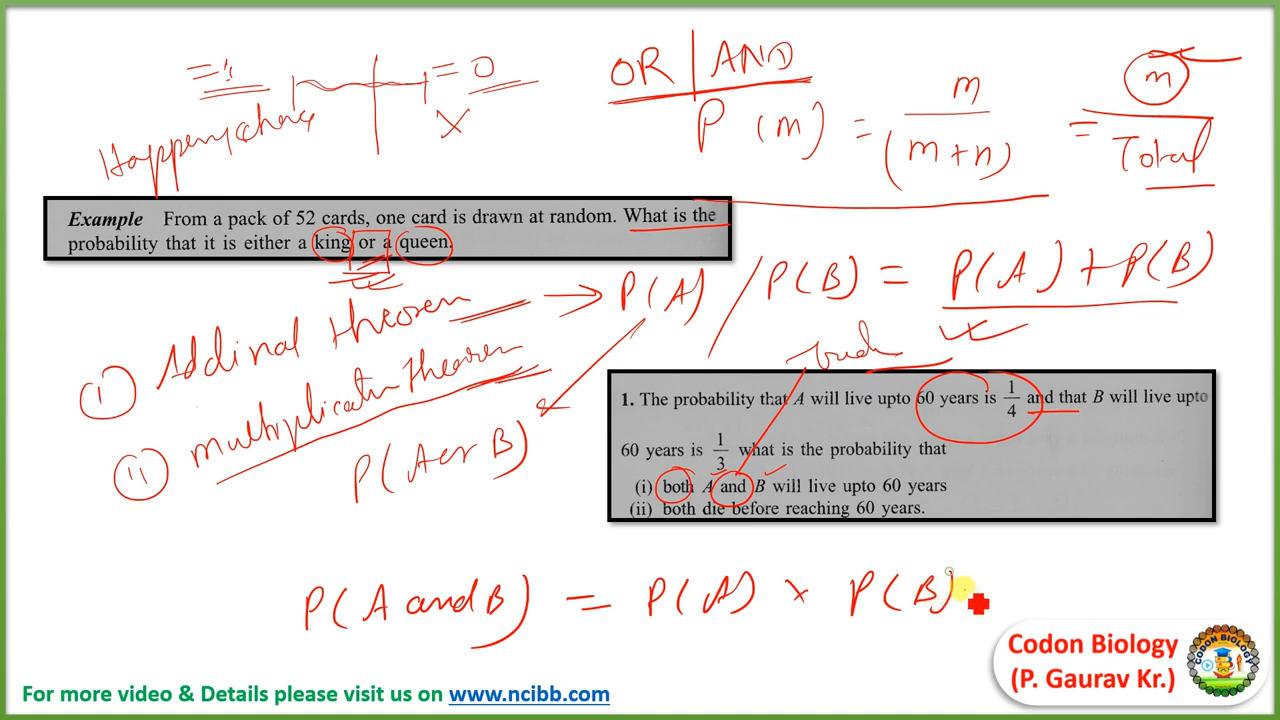 = 1
= 0
X
OR | AND
P (m) = m / (m+n) = m / Total
Example From a pack of 52 cards, one card is drawn at random. What is the
probability that it is either a king or a queen.
(i) theorem → P(A) / P(B) = P(A) + P(B)
(ii) theorem
P(A or B)
1. The probability that A will live upto 60 years is 1/4 and that B will live upto
60 years is 1/3 what is the probability that
(i) both A and B will live upto 60 years
(ii) both die before reaching 60 years.
P(A and B) = P(A) × P(B)
CODON BIOLOGY
Codon Biology
(P. Gaurav Kr.)
For more video & Details please visit us on www.ncibb.com